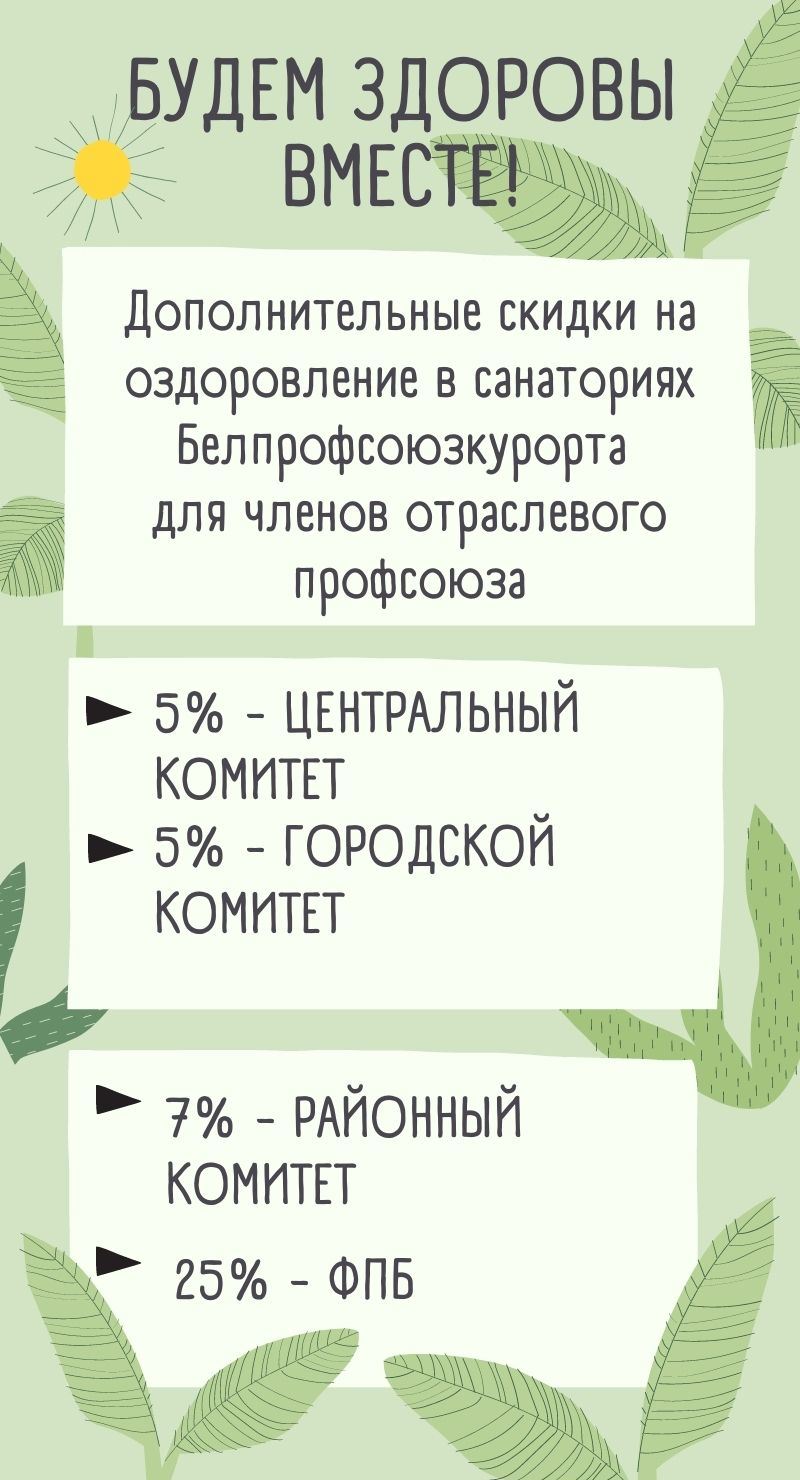 БУДЕМ ЗДОРОВЫ
ВМЕСТЕ!
Дополнительные скидки на
оздоровление в санаториях
Белпрофсоюзкурорта
для членов отраслевого
профсоюза
5% - ЦЕНТРАЛЬНЫЙ
КОМИТЕТ
5% - ГОРОДСКОЙ
КОМИТЕТ
7% - РАЙОННЫЙ
КОМИТЕТ
25% - ФПБ